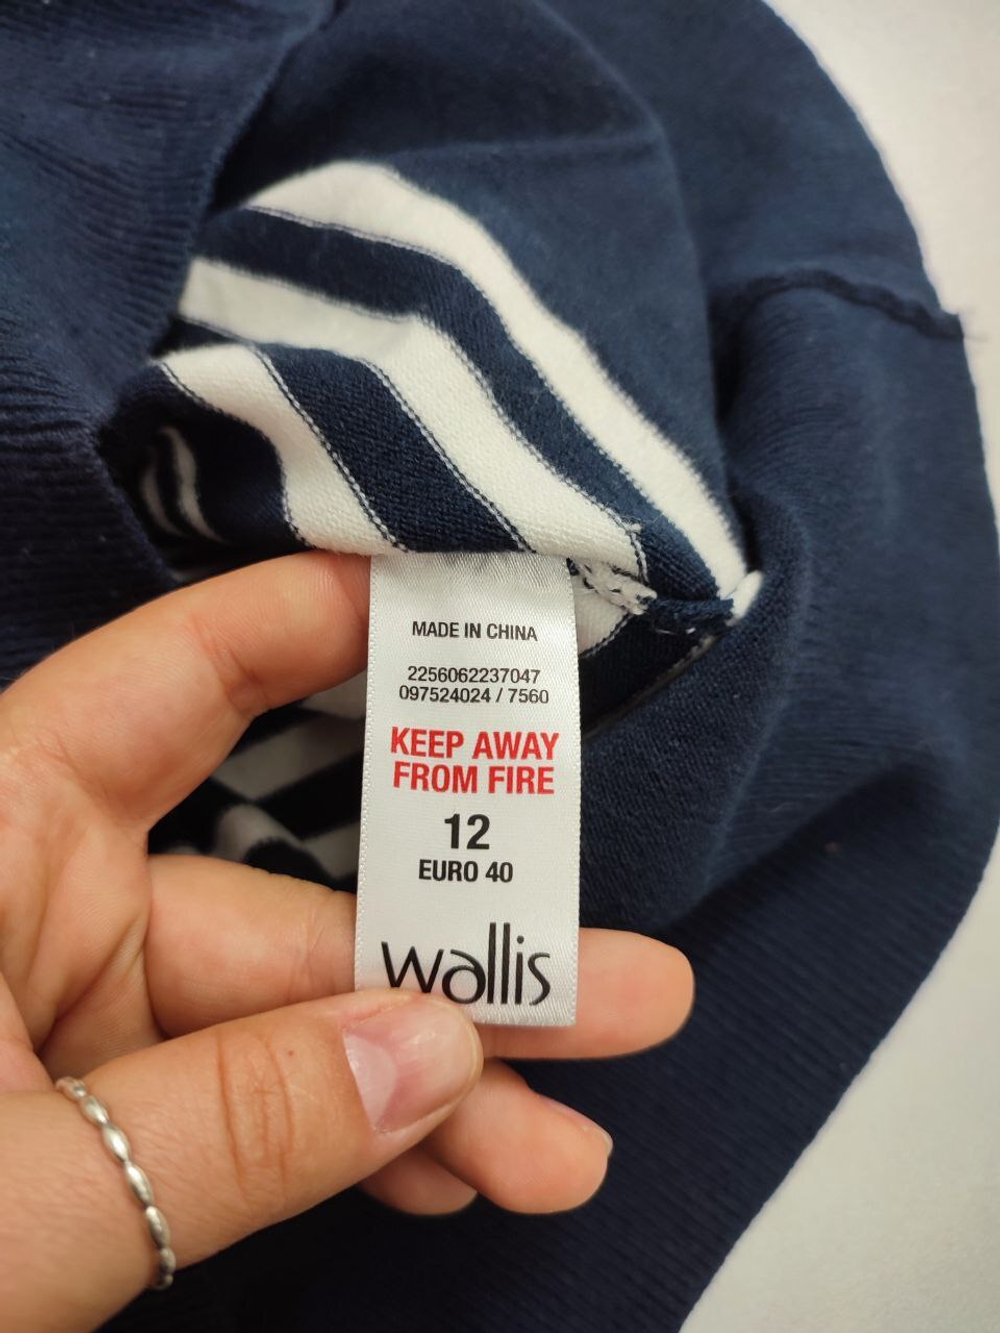 MADE IN CHINA
2256062237047
097524024 / 7560
KEEP AWAY
FROM FIRE
12
EURO 40
wallis